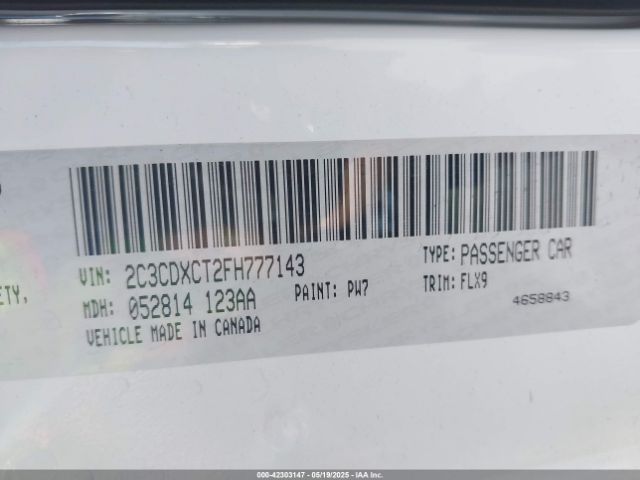 VIN: 2C3CDXCT2FH777143
TYPE: PASSENGER CAR
ETY,
MDH: 052814 123AA
PAINT: PW7
TRIM: FLX9
VEHICLE MADE IN CANADA
4658843
000-42303147 - 05/19/2025 - IAA Inc.